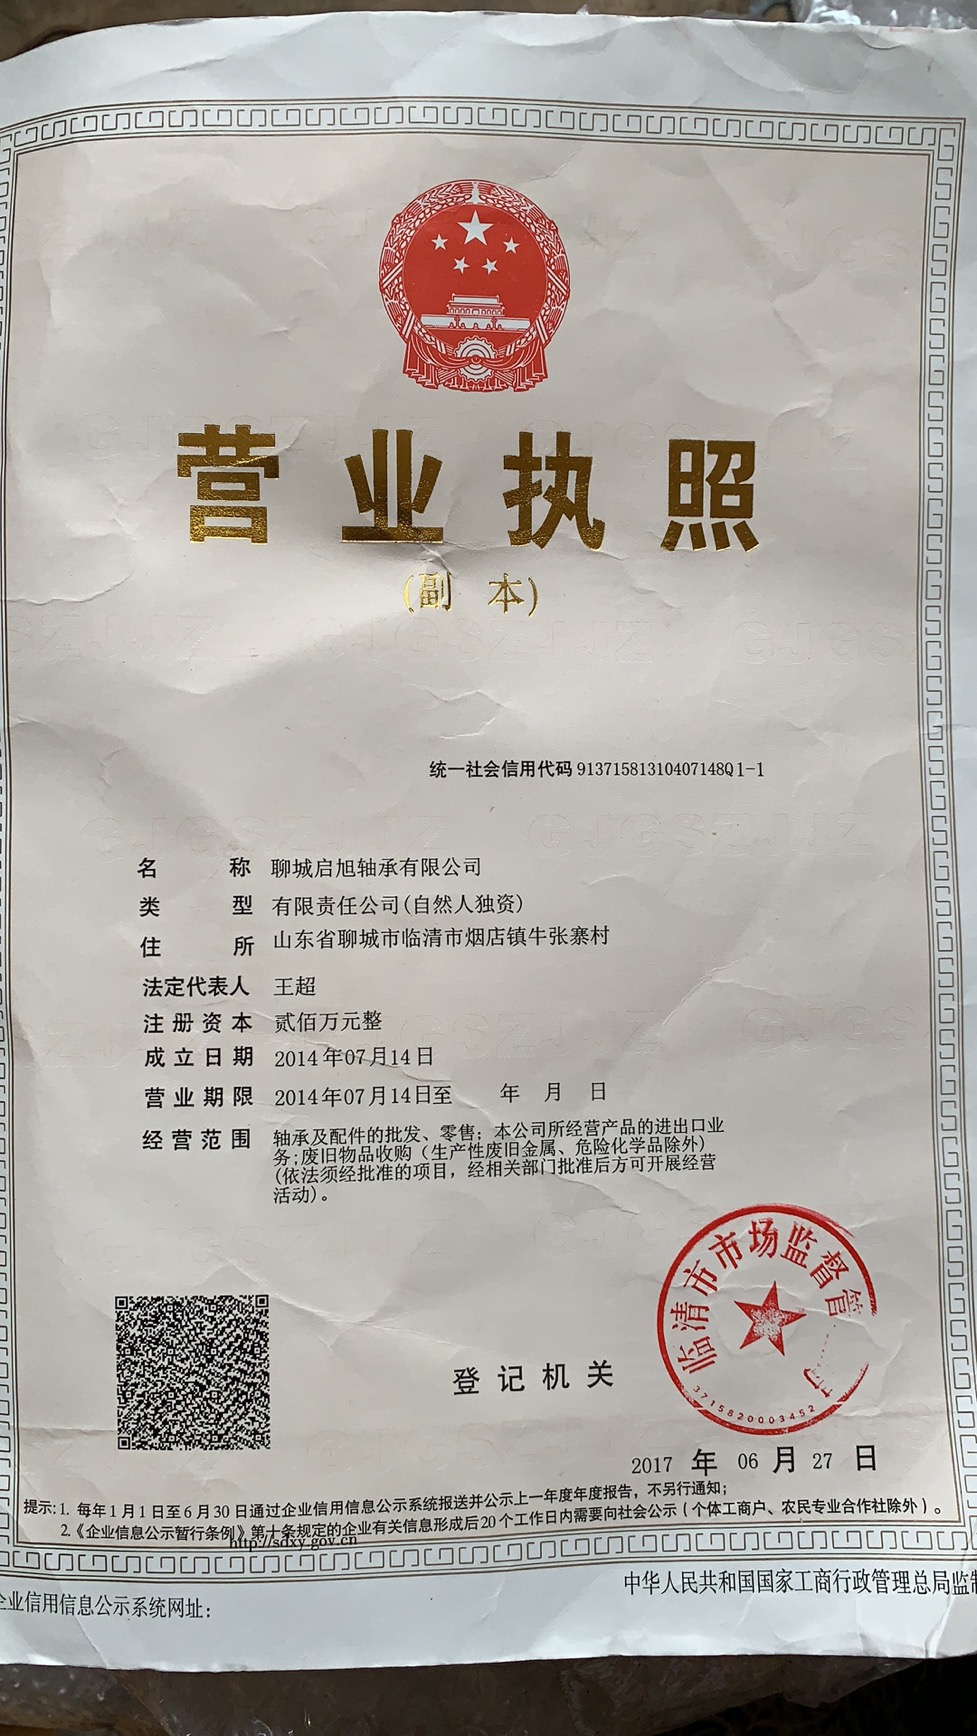 营业执照
(副 本)
统一社会信用代码 91371581310407148Q1-1
名 称 聊城启旭轴承有限公司
类 型 有限责任公司(自然人独资)
住 所 山东省聊城市临清市烟店镇牛张寨村
法定代表人 王超
注册资本 贰佰万元整
成立日期 2014年07月14日
营业期限 2014年07月14日至 年 月 日
经营范围 轴承及配件的批发、零售；本公司所经营产品的进出口业
务;废旧物品收购（生产性废旧金属、危险化学品除外)
(依法须经批准的项目，经相关部门批准后方可开展经营
活动)。
临清市市场监督管
3715820003452
登记机关
2017 年 06 月 27 日
提示:1. 每年1月1日至6月30日通过企业信用信息公示系统报送并公示上一年度年度报告，不另行通知；
2.《企业信息公示暂行条例》第十条规定的企业有关信息形成后20个工作日内需要向社会公示（个体工商户、农民专业合作社除外）。
http://sdxy.gov.cn
企业信用信息公示系统网址：
中华人民共和国国家工商行政管理总局监制